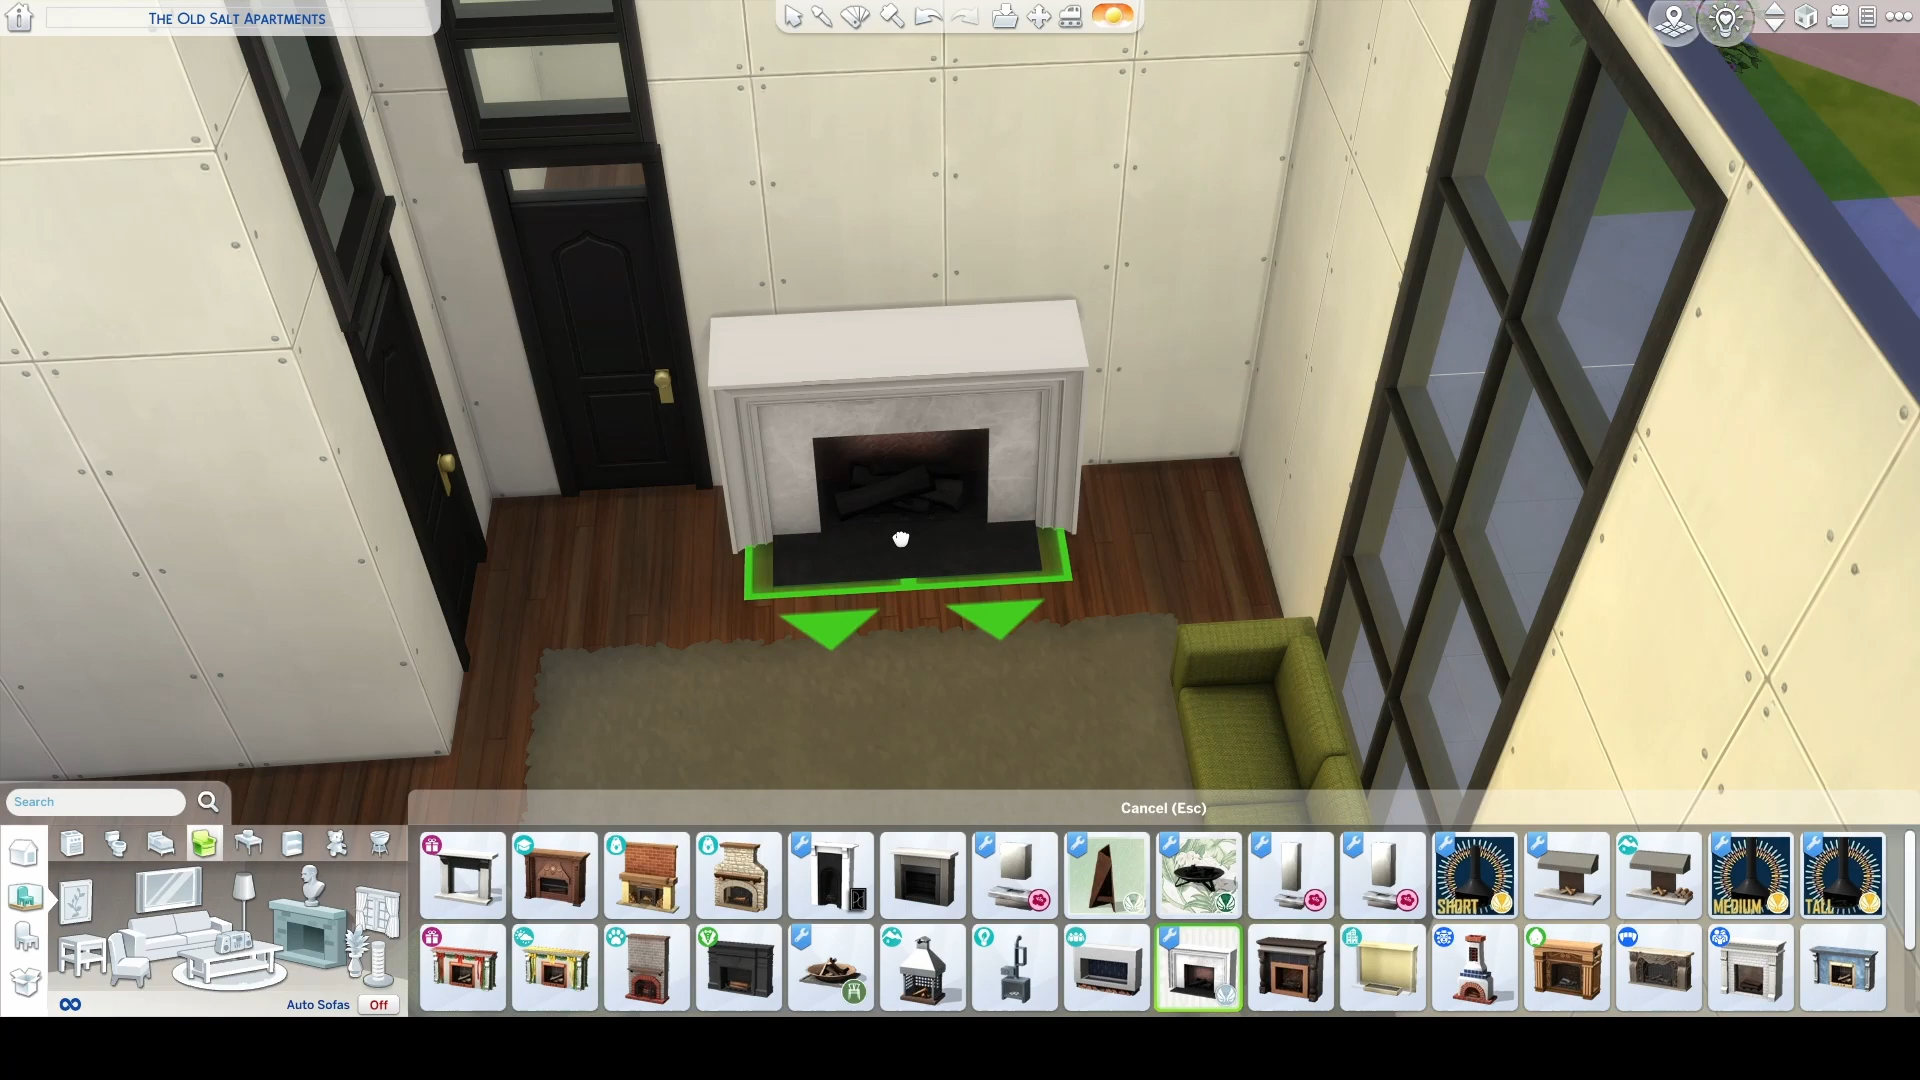 THE OLD SALT APARTMENTS
Cancel (Esc)
Search
SHORT
MEDIUM
TALL
Auto Sofas
Off